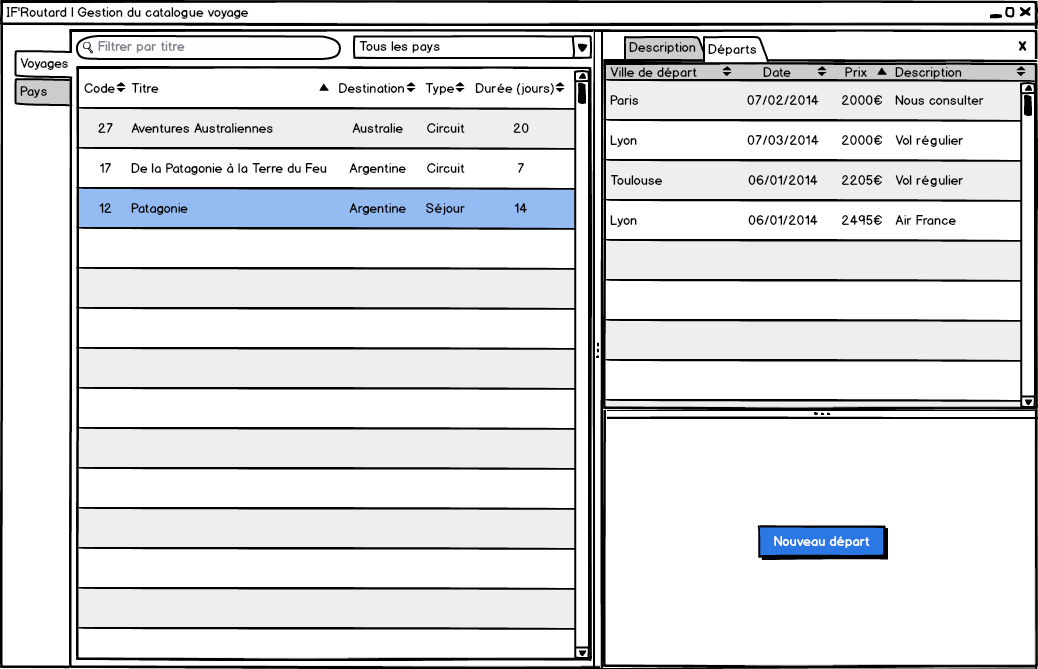 IF'Routard | Gestion du catalogue voyage
Voyages
Pays
Filtrer par titre
Tous les pays
Code Titre Destination Type Durée (jours)
27 Aventures Australiennes Australie Circuit 20
17 De la Patagonie à la Terre du Feu Argentine Circuit 7
12 Patagonie Argentine Séjour 14
Description Départs x
Ville de départ Date Prix Description
Paris 07/02/2014 2000€ Nous consulter
Lyon 07/03/2014 2000€ Vol régulier
Toulouse 06/01/2014 2205€ Vol régulier
Lyon 06/01/2014 2495€ Air France
Nouveau départ